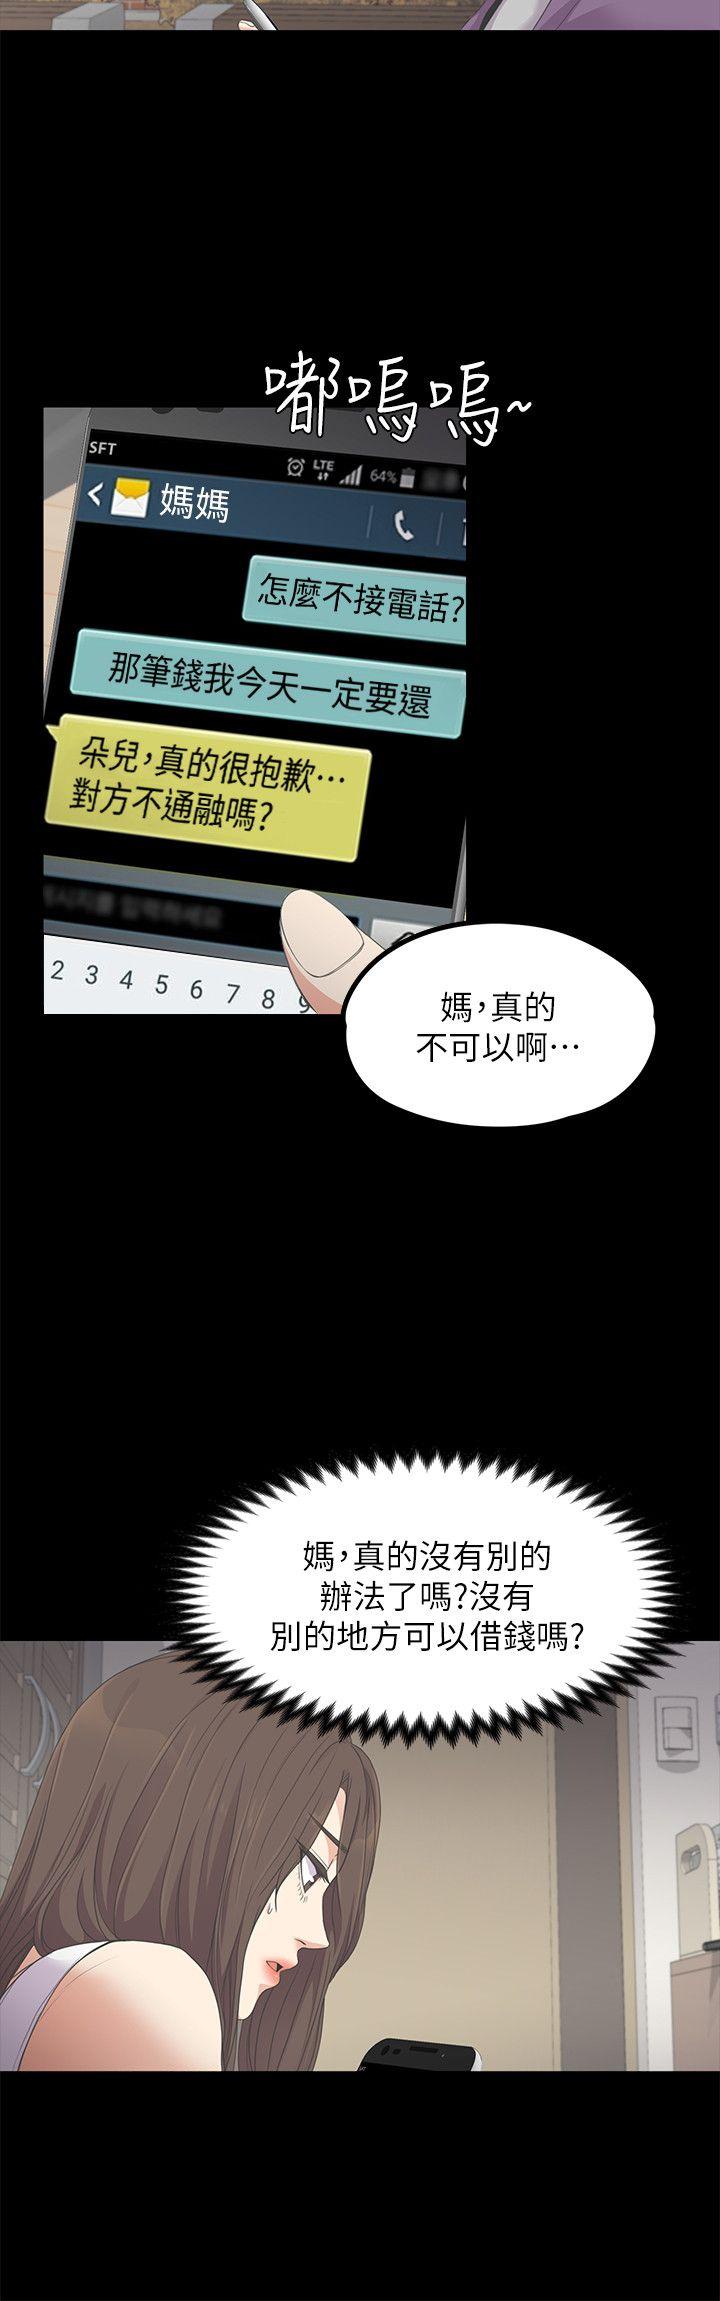 嘟嗚嗚~
SFT
LTE
64%
媽媽
怎麼不接電話?
那筆錢我今天一定要還
朵兒,真的很抱歉…
對方不通融嗎?
2 3 4 5 6 7 8 9
媽,真的
不可以啊…
媽,真的沒有別的
辦法了嗎?沒有
別的地方可以借錢嗎?